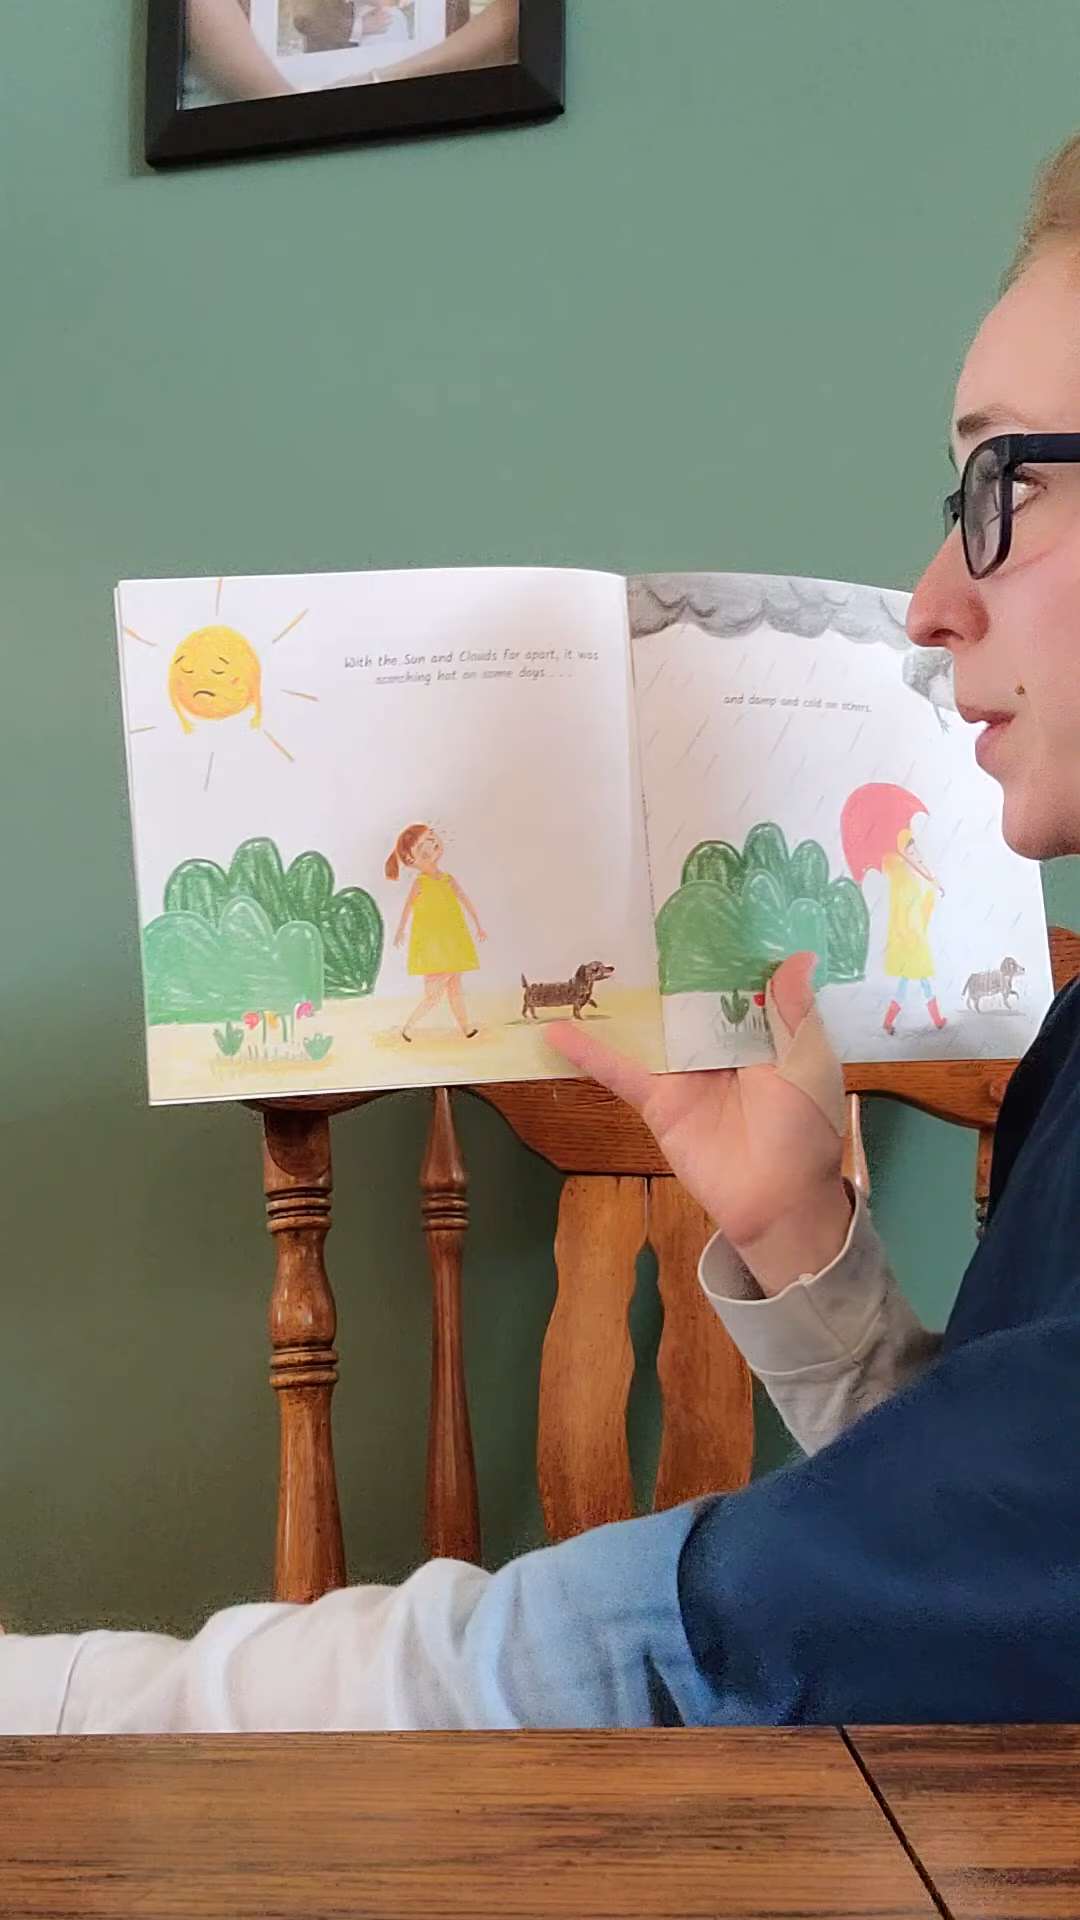 With the Sun and Clouds far apart, it was
scorching hot on some days . . .
and damp and cold on others.